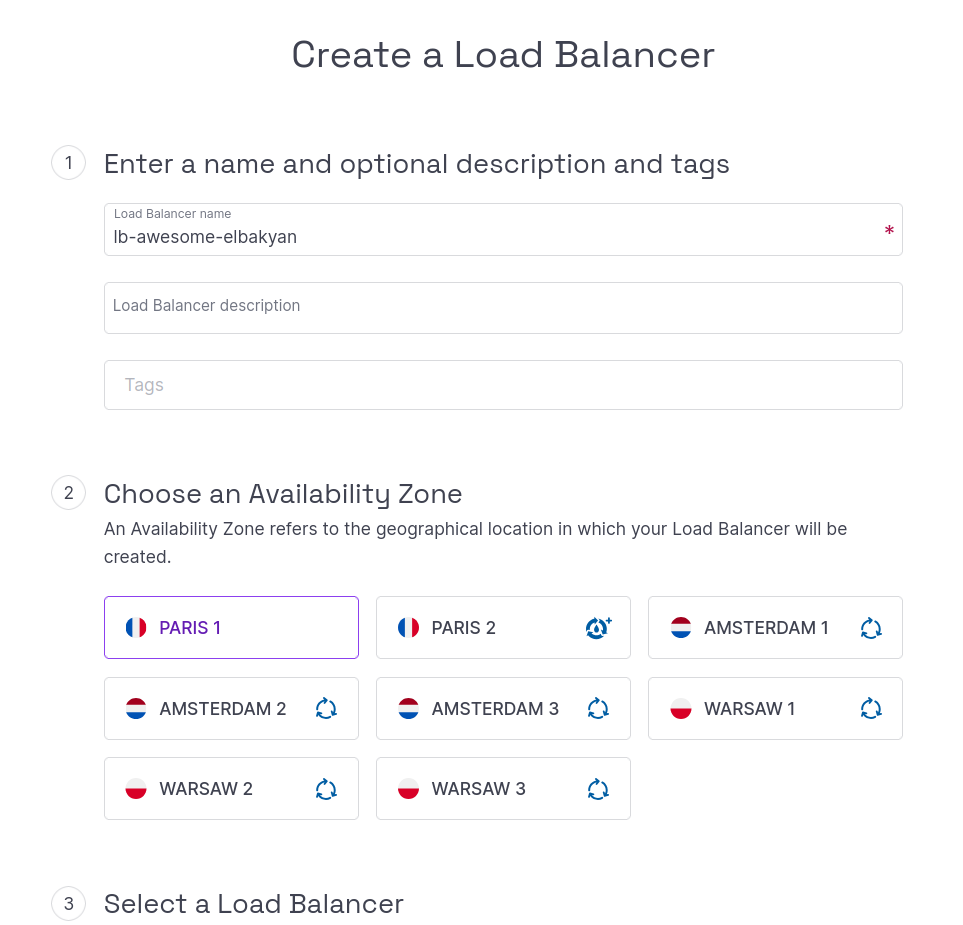 Create a Load Balancer
1 Enter a name and optional description and tags
Load Balancer name
lb-awesome-elbakyan *
Load Balancer description
Tags
2 Choose an Availability Zone
An Availability Zone refers to the geographical location in which your Load Balancer will be
created.
PARIS 1 PARIS 2 AMSTERDAM 1
AMSTERDAM 2 AMSTERDAM 3 WARSAW 1
WARSAW 2 WARSAW 3
3 Select a Load Balancer